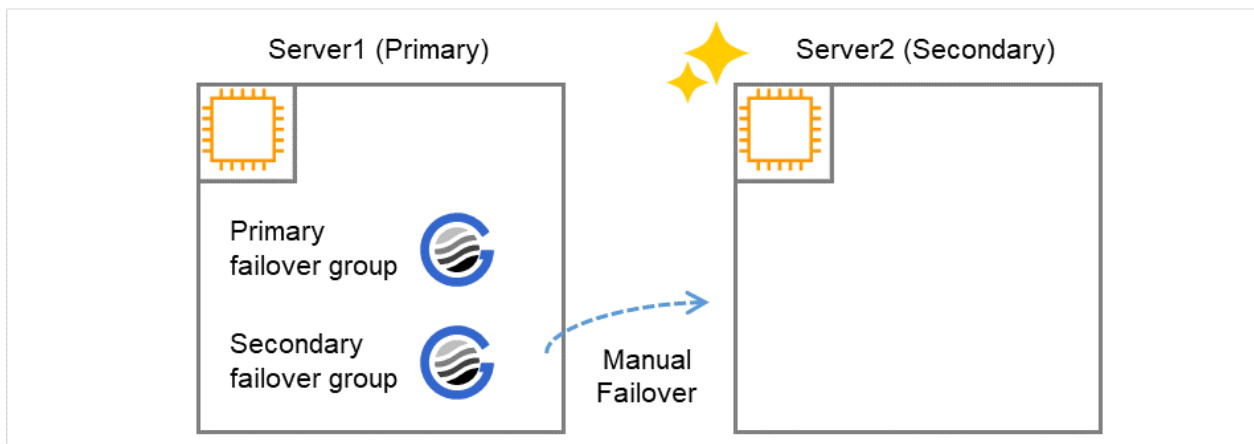 Server1 (Primary)
Server2 (Secondary)
Primary
failover group
Secondary
failover group
Manual
Failover